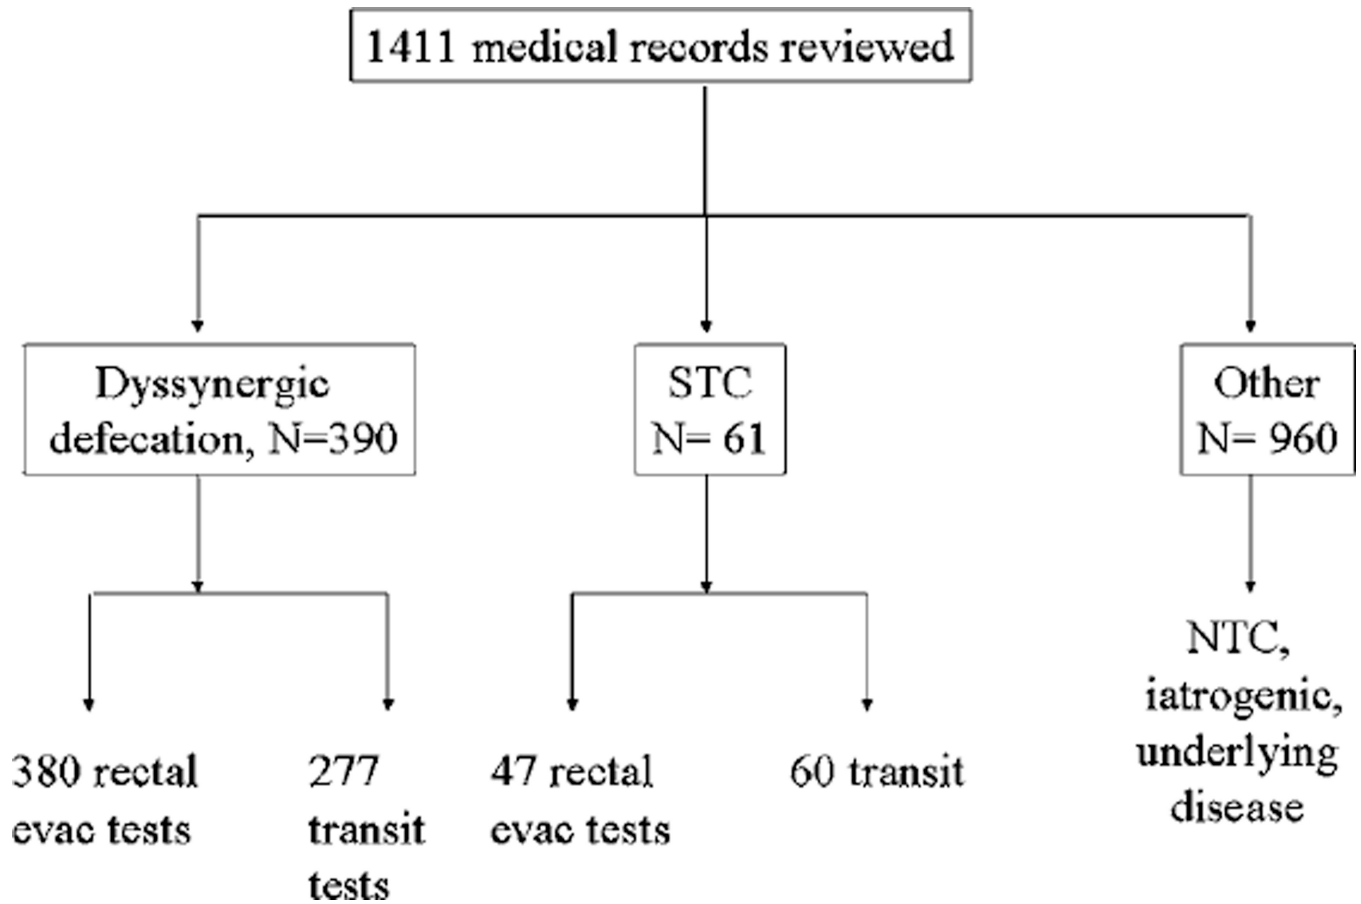 1411 medical records reviewed
Dyssynergic
defecation, N=390
STC
N= 61
Other
N= 960
380 rectal
evac tests
277
transit
tests
47 rectal
evac tests
60 transit
NTC,
iatrogenic,
underlying
disease